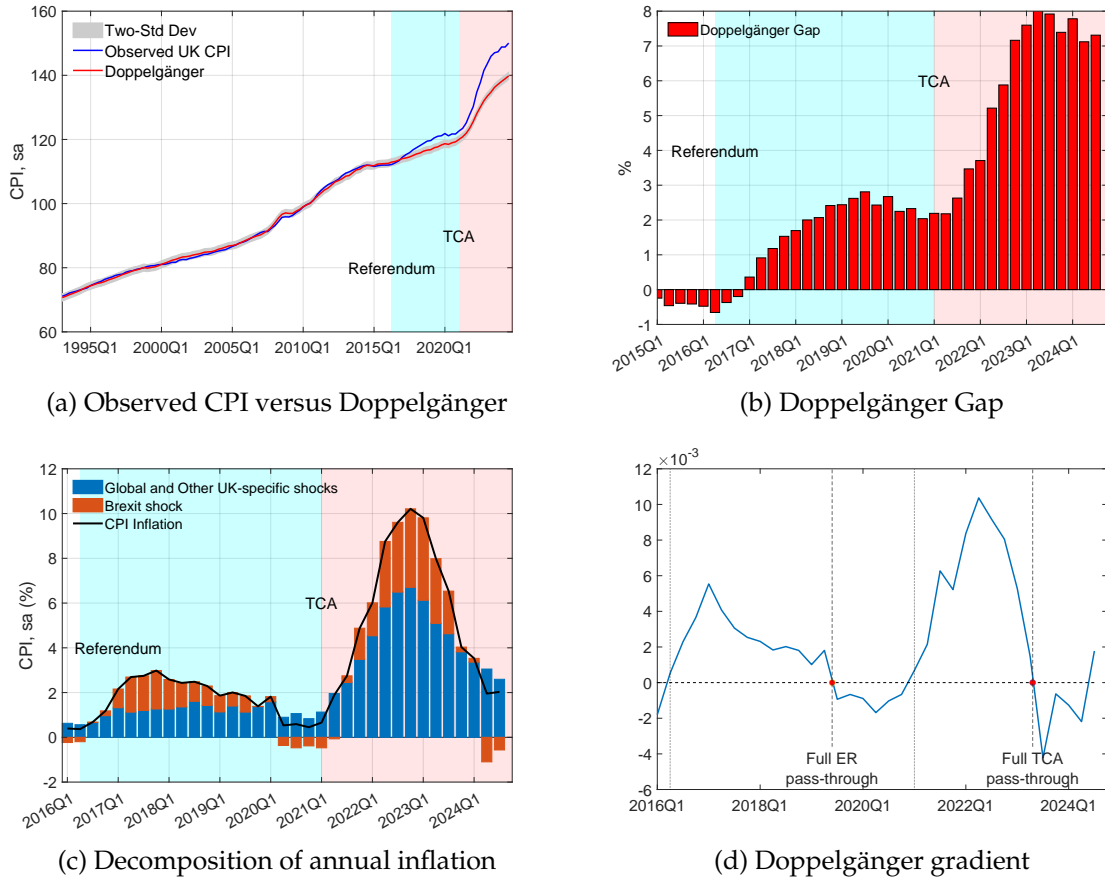 160
140
120
100
80
60
CPI, sa
Two-Std Dev
Observed UK CPI
Doppelgänger
TCA
Referendum
1995Q1 2000Q1 2005Q1 2010Q1 2015Q1 2020Q1
(a) Observed CPI versus Doppelgänger
8
7
6
5
4
3
2
1
0
-1
%
Doppelgänger Gap
TCA
Referendum
2015Q1 2016Q1 2017Q1 2018Q1 2019Q1 2020Q1 2021Q1 2022Q1 2023Q1 2024Q1
(b) Doppelgänger Gap
12
10
8
6
4
2
0
-2
CPI, sa (%)
Global and Other UK-specific shocks
Brexit shock
CPI Inflation
TCA
Referendum
2016Q1 2017Q1 2018Q1 2019Q1 2020Q1 2021Q1 2022Q1 2023Q1 2024Q1
(c) Decomposition of annual inflation
×10⁻³
12
10
8
6
4
2
0
-2
-4
-6
Full ER
pass-through
Full TCA
pass-through
2016Q1 2018Q1 2020Q1 2022Q1 2024Q1
(d) Doppelgänger gradient